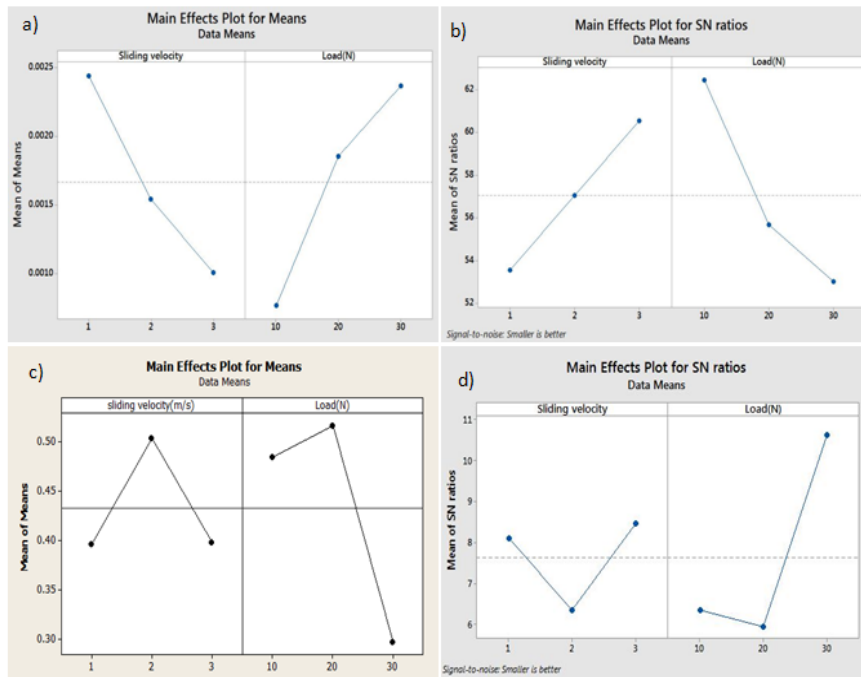 a)
Main Effects Plot for Means
Data Means
Sliding velocity Load(N)
Mean of Means
0.0025
0.0020
0.0015
0.0010
1 2 3 10 20 30
b)
Main Effects Plot for SN ratios
Data Means
Sliding velocity Load(N)
Mean of SN ratios
62
60
58
56
54
52
1 2 3 10 20 30
Signal-to-noise: Smaller is better
c)
Main Effects Plot for Means
Data Means
sliding velocity(m/s) Load(N)
Mean of Means
0.50
0.45
0.40
0.35
0.30
1 2 3 10 20 30
d)
Main Effects Plot for SN ratios
Data Means
Sliding velocity Load(N)
Mean of SN ratios
11
10
9
8
7
6
1 2 3 10 20 30
Signal-to-noise: Smaller is better